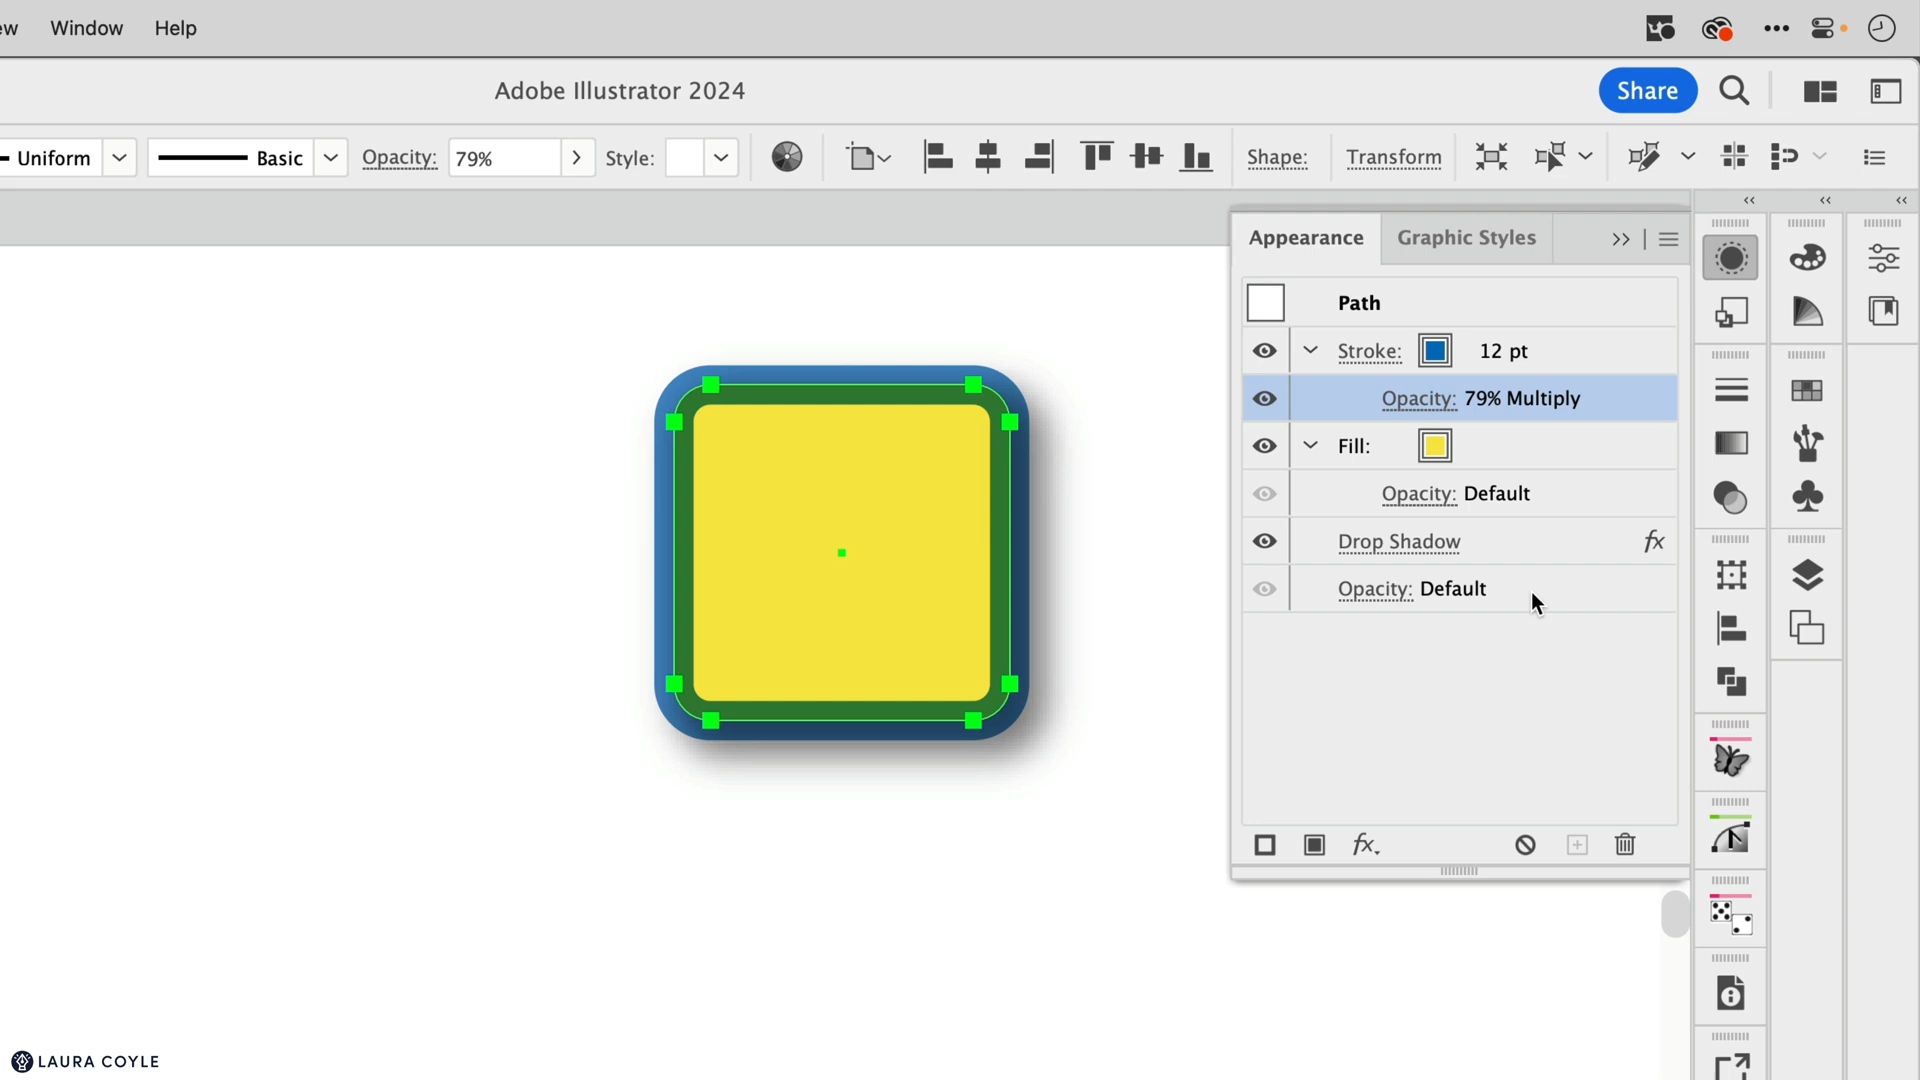 ew Window Help
Adobe Illustrator 2024
Share
Uniform Basic Opacity: 79% Style: Shape: Transform
Appearance Graphic Styles
Path
Stroke: 12 pt
Opacity: 79% Multiply
Fill:
Opacity: Default
Drop Shadow fx
Opacity: Default
fx
LAURA COYLE